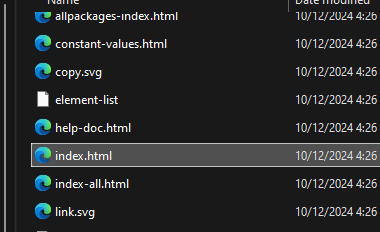 Name Date modified
allpackages-index.html 10/12/2024 4:26
constant-values.html 10/12/2024 4:26
copy.svg 10/12/2024 4:26
element-list 10/12/2024 4:26
help-doc.html 10/12/2024 4:26
index.html 10/12/2024 4:26
index-all.html 10/12/2024 4:26
link.svg 10/12/2024 4:26